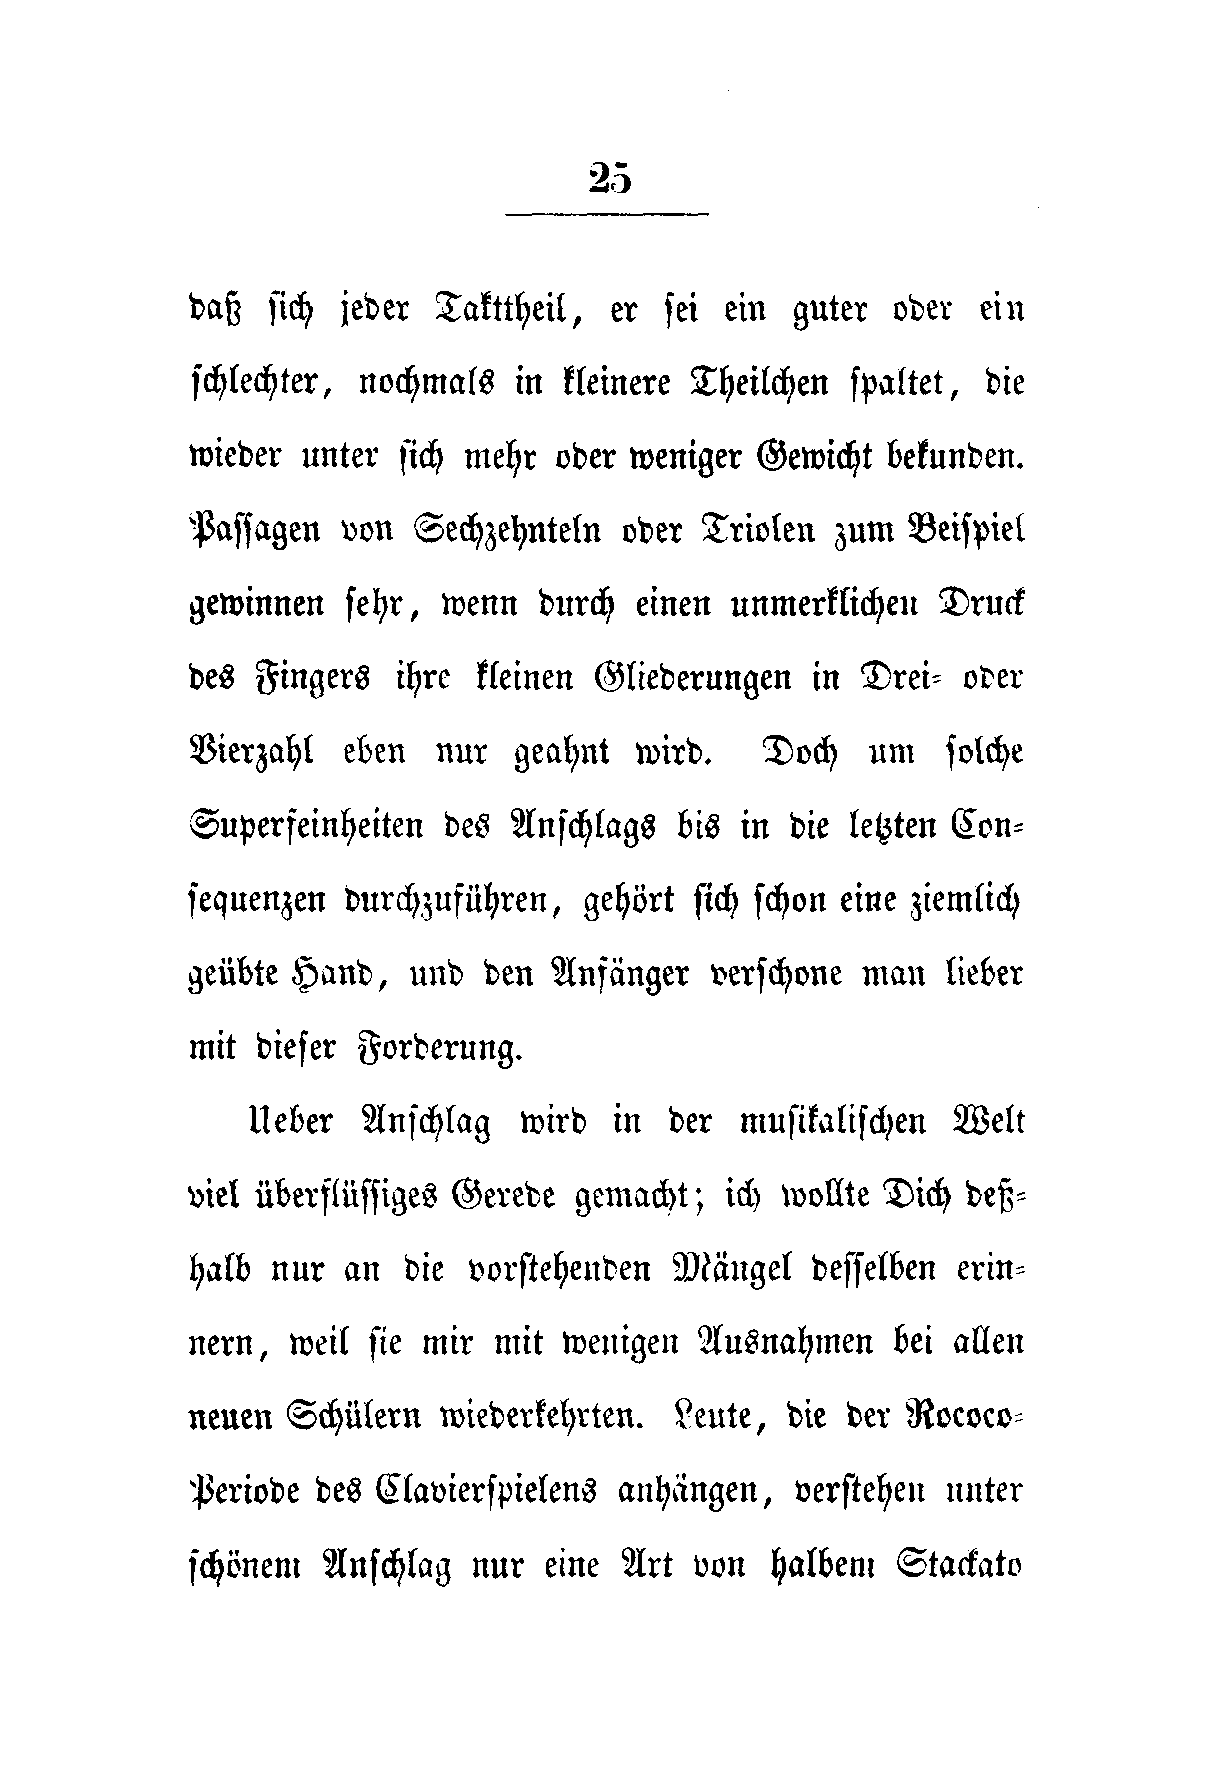 25
daß ſich jeder Takttheil, er ſei ein guter oder ein
ſchlechter, nochmals in kleinere Theilchen ſpaltet, die
wieder unter ſich mehr oder weniger Gewicht bekunden.
Paſſagen von Sechzehnteln oder Triolen zum Beiſpiel
gewinnen ſehr, wenn durch einen unmerklichen Druck
des Fingers ihre kleinen Gliederungen in Drei- oder
Vierzahl eben nur geahnt wird. Doch um ſolche
Superfeinheiten des Anſchlags bis in die letzten Con-
ſequenzen durchzuführen, gehört ſich ſchon eine ziemlich
geübte Hand, und den Anfänger verſchone man lieber
mit dieſer Forderung.
Ueber Anſchlag wird in der muſikaliſchen Welt
viel überflüſſiges Gerede gemacht; ich wollte Dich deß-
halb nur an die vorſtehenden Mängel deſſelben erin-
nern, weil ſie mir mit wenigen Ausnahmen bei allen
neuen Schülern wiederkehrten. Leute, die der Rococo-
Periode des Clavierſpielens anhängen, verſtehen unter
ſchönem Anſchlag nur eine Art von halbem Stackato